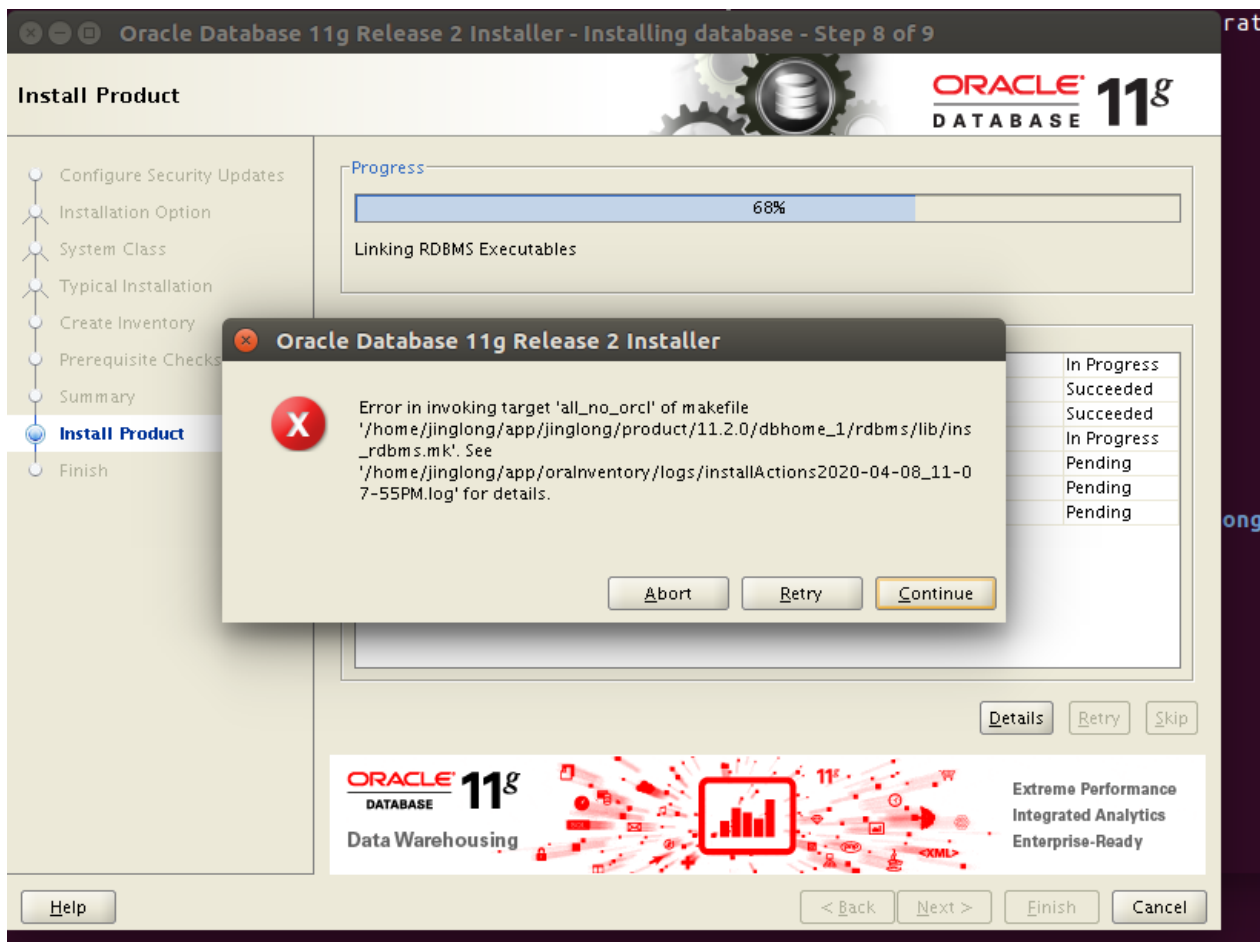 Oracle Database 11g Release 2 Installer - Installing database - Step 8 of 9
rat
Install Product
ORACLE
DATABASE
11g
Configure Security Updates
Installation Option
System Class
Typical Installation
Create Inventory
Prerequisite Checks
Summary
Install Product
Finish
Progress
68%
Linking RDBMS Executables
In Progress
Succeeded
Succeeded
In Progress
Pending
Pending
Pending
ong
Oracle Database 11g Release 2 Installer
Error in invoking target 'all_no_orcl' of makefile
'/home/jinglong/app/jinglong/product/11.2.0/dbhome_1/rdbms/lib/ins
_rdbms.mk'. See
'/home/jinglong/app/oraInventory/logs/installActions2020-04-08_11-0
7-55PM.log' for details.
Abort
Retry
Continue
Details
Retry
Skip
ORACLE
DATABASE
11g
Data Warehousing
11g
php
<XML>
Extreme Performance
Integrated Analytics
Enterprise-Ready
Help
< Back
Next >
Finish
Cancel